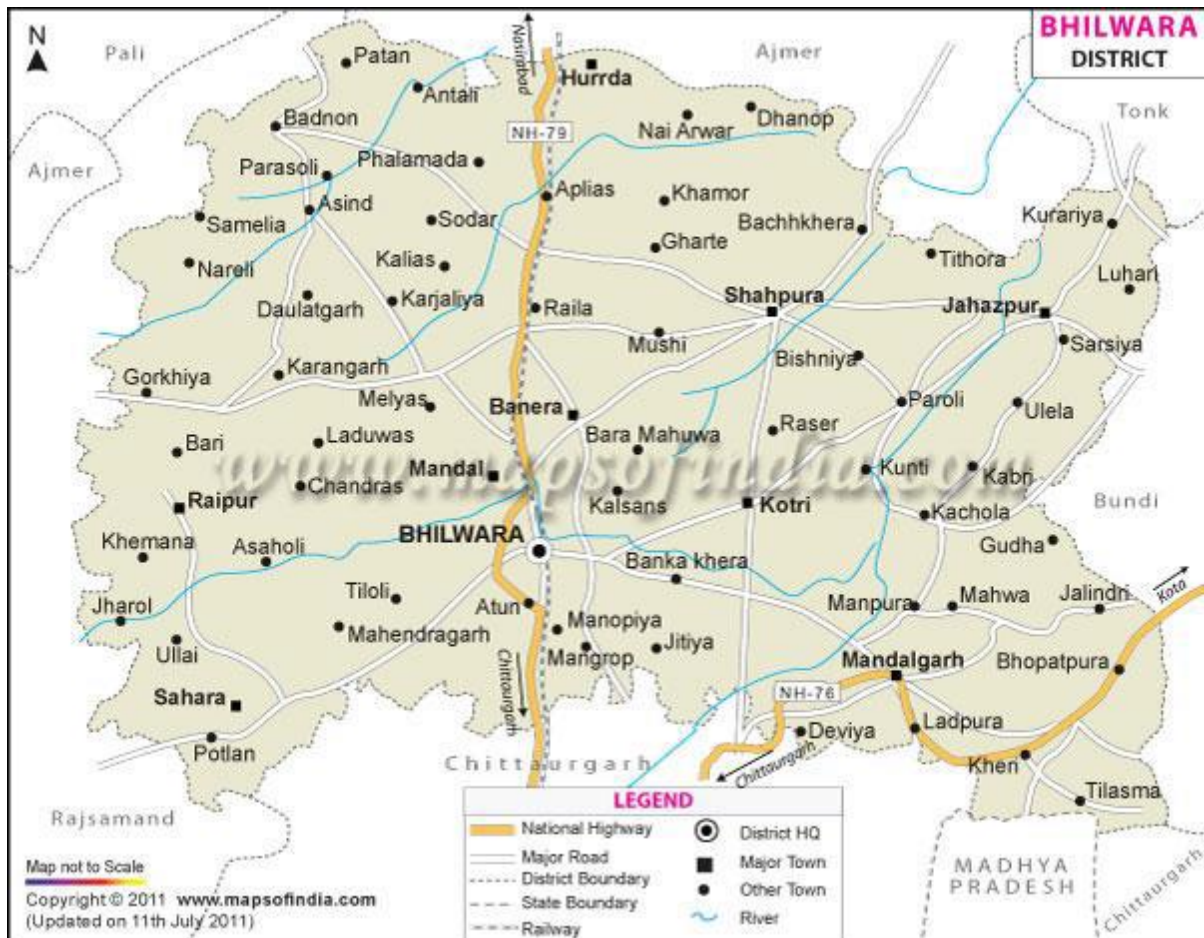 BHILWARA
DISTRICT
N
Pali
Ajmer
Tonk
Ajmer
Nasirabad
Patan
Hurrda
Antali
Badnon
NH-79
Nai Arwar
Dhanop
Phalamada
Parasoli
Aplias
Khamor
Asind
Samelia
Sodar
Bachhkhera
Kurariya
Gharte
Nareli
Kalias
Tithora
Luhari
Daulatgarh
Karjaliya
Raila
Shahpura
Jahazpur
Mushi
Bishniya
Sarsiya
Gorkhiya
Karangarh
Melyas
Banera
Paroli
Ulela
Bari
Laduwas
Bara Mahuwa
Raser
www.mapsofindia.com
Mandal
Kunti
Kabri
Raipur
Chandras
Kalsans
Kotri
Kachola
Bundi
Khemana
Asaholi
BHILWARA
Banka khera
Gudha
Jharol
Tiloli
Atun
Manopiya
Manpura
Mahwa
Jalindri
Kota
Ullai
Mahendragarh
Mangrop
Jitiya
Mandalgarh
Bhopatpura
Chittaurgarh
Sahara
NH-76
Potlan
Deviya
Ladpura
Chittaurgarh
Chittaurgarh
Khen
Tilasma
Rajsamand
MADHYA
PRADESH
Chittaurgarh
LEGEND
National Highway
Major Road
District Boundary
State Boundary
Railway
District HQ
Major Town
Other Town
River
Map not to Scale
Copyright © 2011 www.mapsofindia.com
(Updated on 11th July 2011)